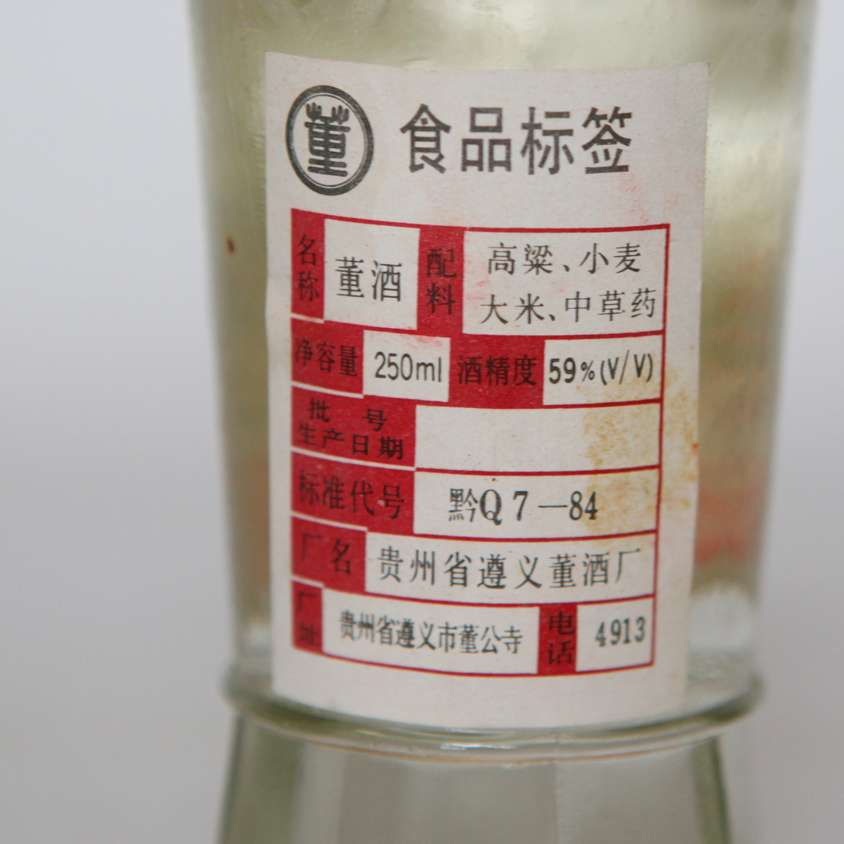 董 食品标签
名称 董酒 配料 高粱、小麦
大米、中草药
净容量 250ml 酒精度 59%(V/V)
批号
生产日期
标准代号 黔Q7—84
厂名 贵州省遵义董酒厂
厂址 贵州省遵义市董公寺 电话 4913